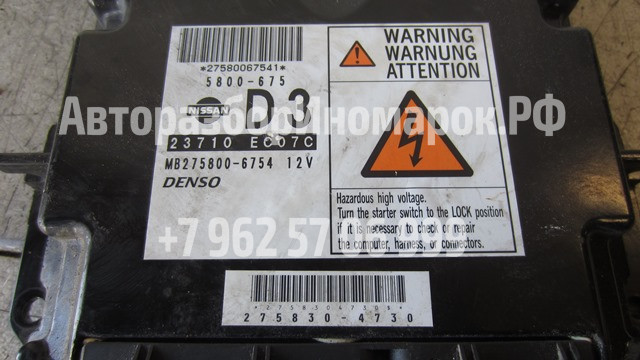 *27580067541*
5800-675
NISSAN
D3
23710 EC07C
MB275800-6754 12V
DENSO
WARNING
WARNUNG
ATTENTION
Hazardous high voltage.
Turn the starter switch to the LOCK position
if it is necessary to check or repair
the computer, harness, or connectors.
АвторазборИномарок.РФ
+7 962 57
*2758304730*
275830-4730